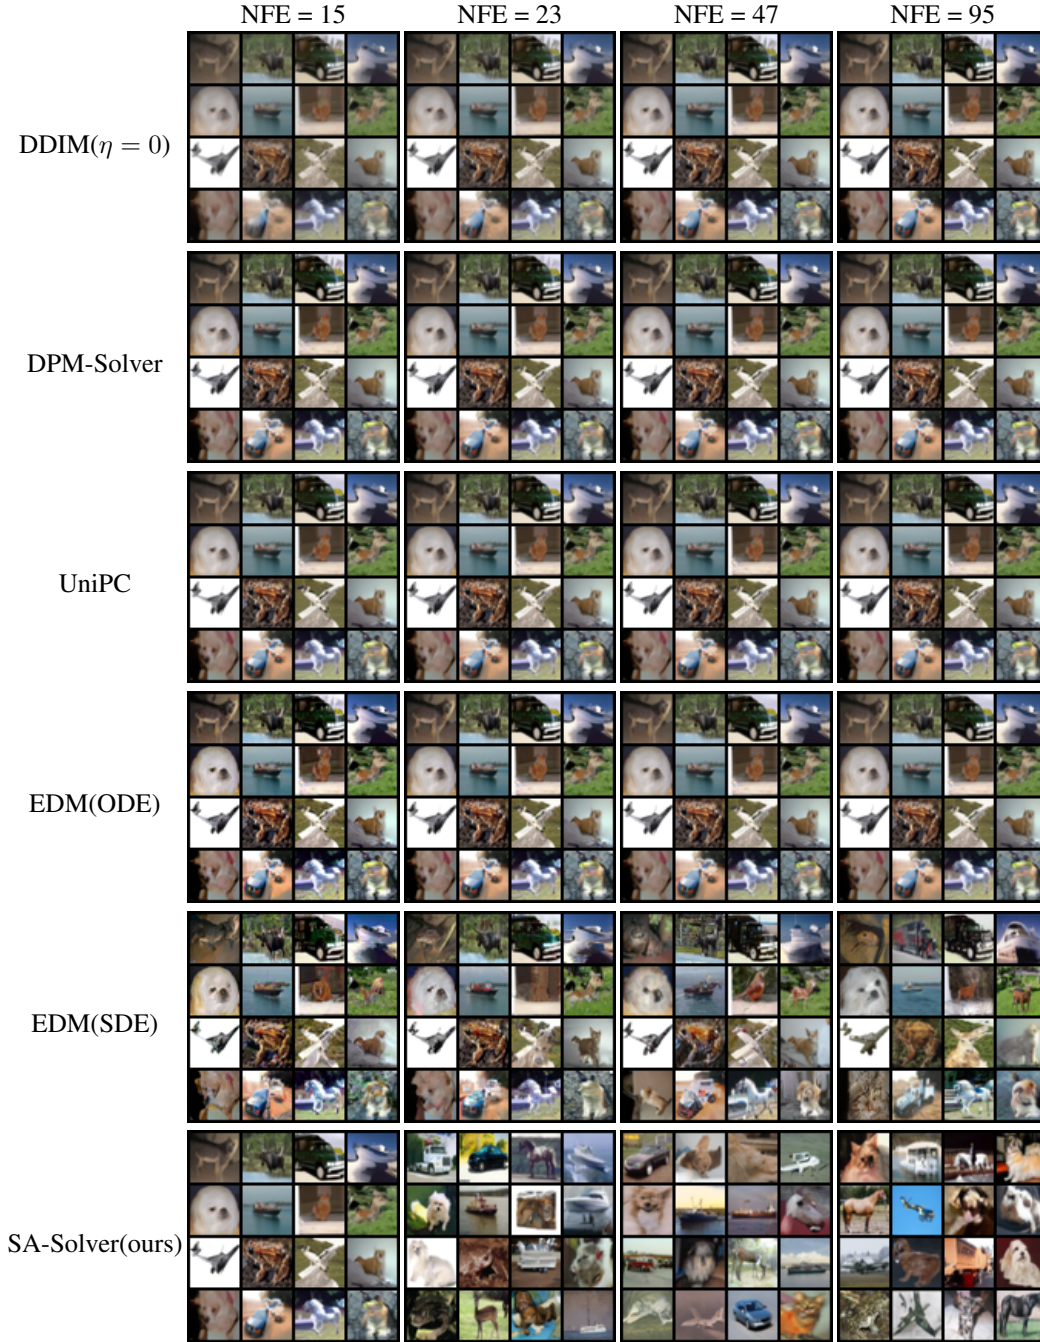 NFE = 15 NFE = 23 NFE = 47 NFE = 95
DDIM(η = 0)
DPM-Solver
UniPC
EDM(ODE)
EDM(SDE)
SA-Solver(ours)